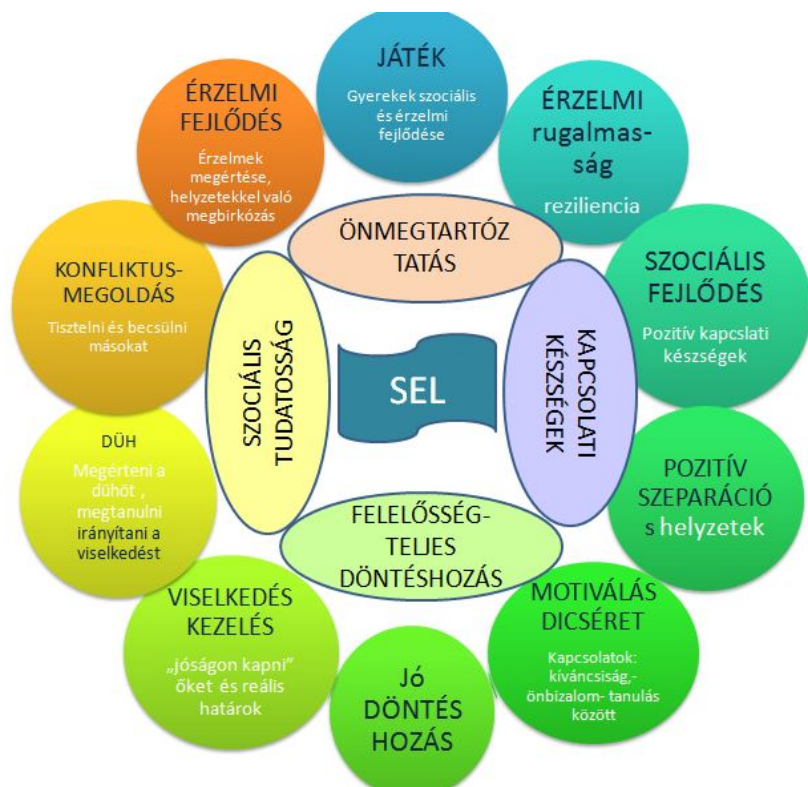 JÁTÉK
Gyerekek szociális
és érzelmi
fejlődése
ÉRZELMI
rugalmas-
ság
reziliencia
SZOCIÁLIS
FEJLŐDÉS
Pozitív kapcslati
készségek
POZITÍV
SZEPARÁCIÓ
s helyzetek
MOTIVÁLÁS
DICSÉRET
Kapcsolatok:
kíváncsiság,-
önbizalom- tanulás
között
Jó
DÖNTÉS
HOZÁS
VISELKEDÉS
KEZELÉS
„jóságon kapni”
őket és reális
határok
DÜH
Megérteni a
dühöt ,
megtanulni
irányítani a
viselkedést
KONFLIKTUS-
MEGOLDÁS
Tisztelni és becsülni
másokat
ÉRZELMI
FEJLŐDÉS
Érzelmek
megértése,
helyzetekkel való
megbirkózás
ÖNMEGTARTÓZ
TATÁS
KAPCSOLATI
KÉSZSÉGEK
FELELŐSSÉG-
TELJES
DÖNTÉSHOZÁS
SZOCIÁLIS
TUDATOSSÁG
SEL